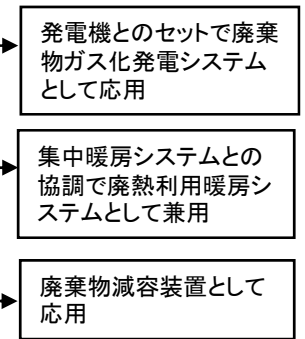 発電機とのセットで廃棄
物ガス化発電システム
として応用
集中暖房システムとの
協調で廃熱利用暖房シ
ステムとして兼用
廃棄物減容装置として
応用